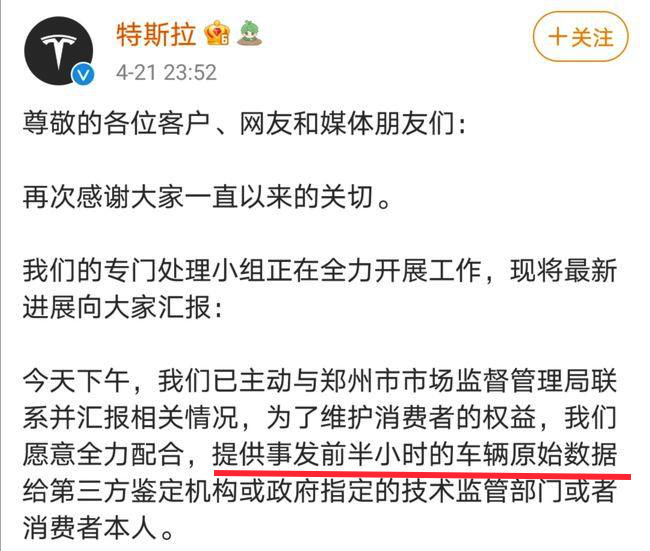 特斯拉
4-21 23:52
+关注
尊敬的各位客户、网友和媒体朋友们：
再次感谢大家一直以来的关切。
我们的专门处理小组正在全力开展工作，现将最新
进展向大家汇报：
今天下午，我们已主动与郑州市市场监督管理局联
系并汇报相关情况，为了维护消费者的权益，我们
愿意全力配合，提供事发前半小时的车辆原始数据
给第三方鉴定机构或政府指定的技术监管部门或者
消费者本人。